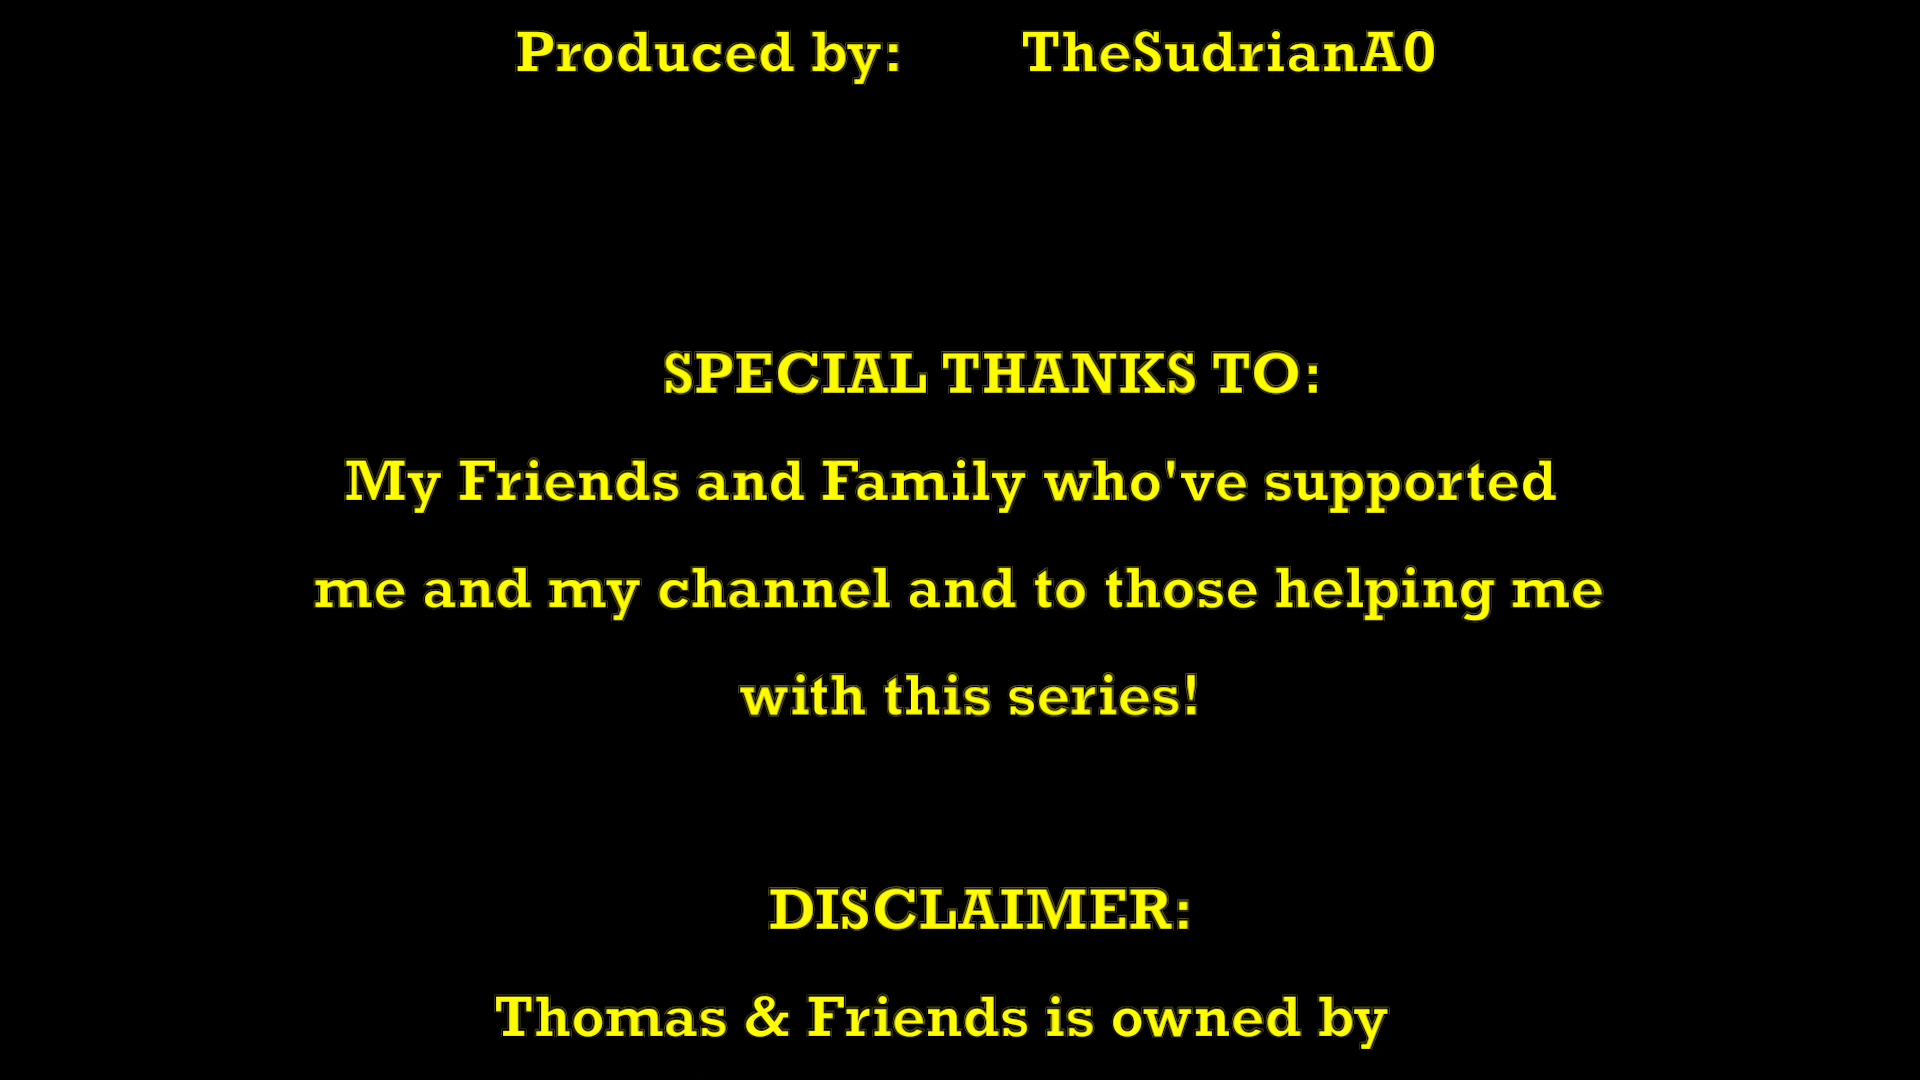 Produced by: TheSudrianA0
SPECIAL THANKS TO:
My Friends and Family who've supported
me and my channel and to those helping me
with this series!
DISCLAIMER:
Thomas & Friends is owned by